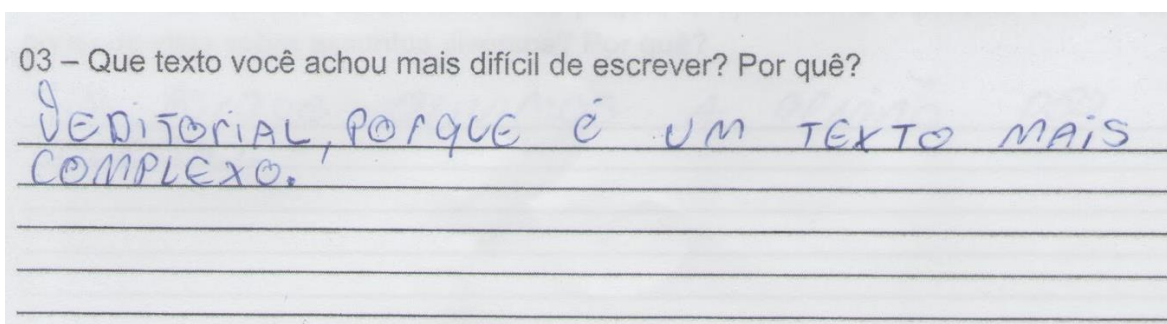 03 – Que texto você achou mais difícil de escrever? Por quê?
EDITORIAL, PORQUE É UM TEXTO MAIS
COMPLEXO.